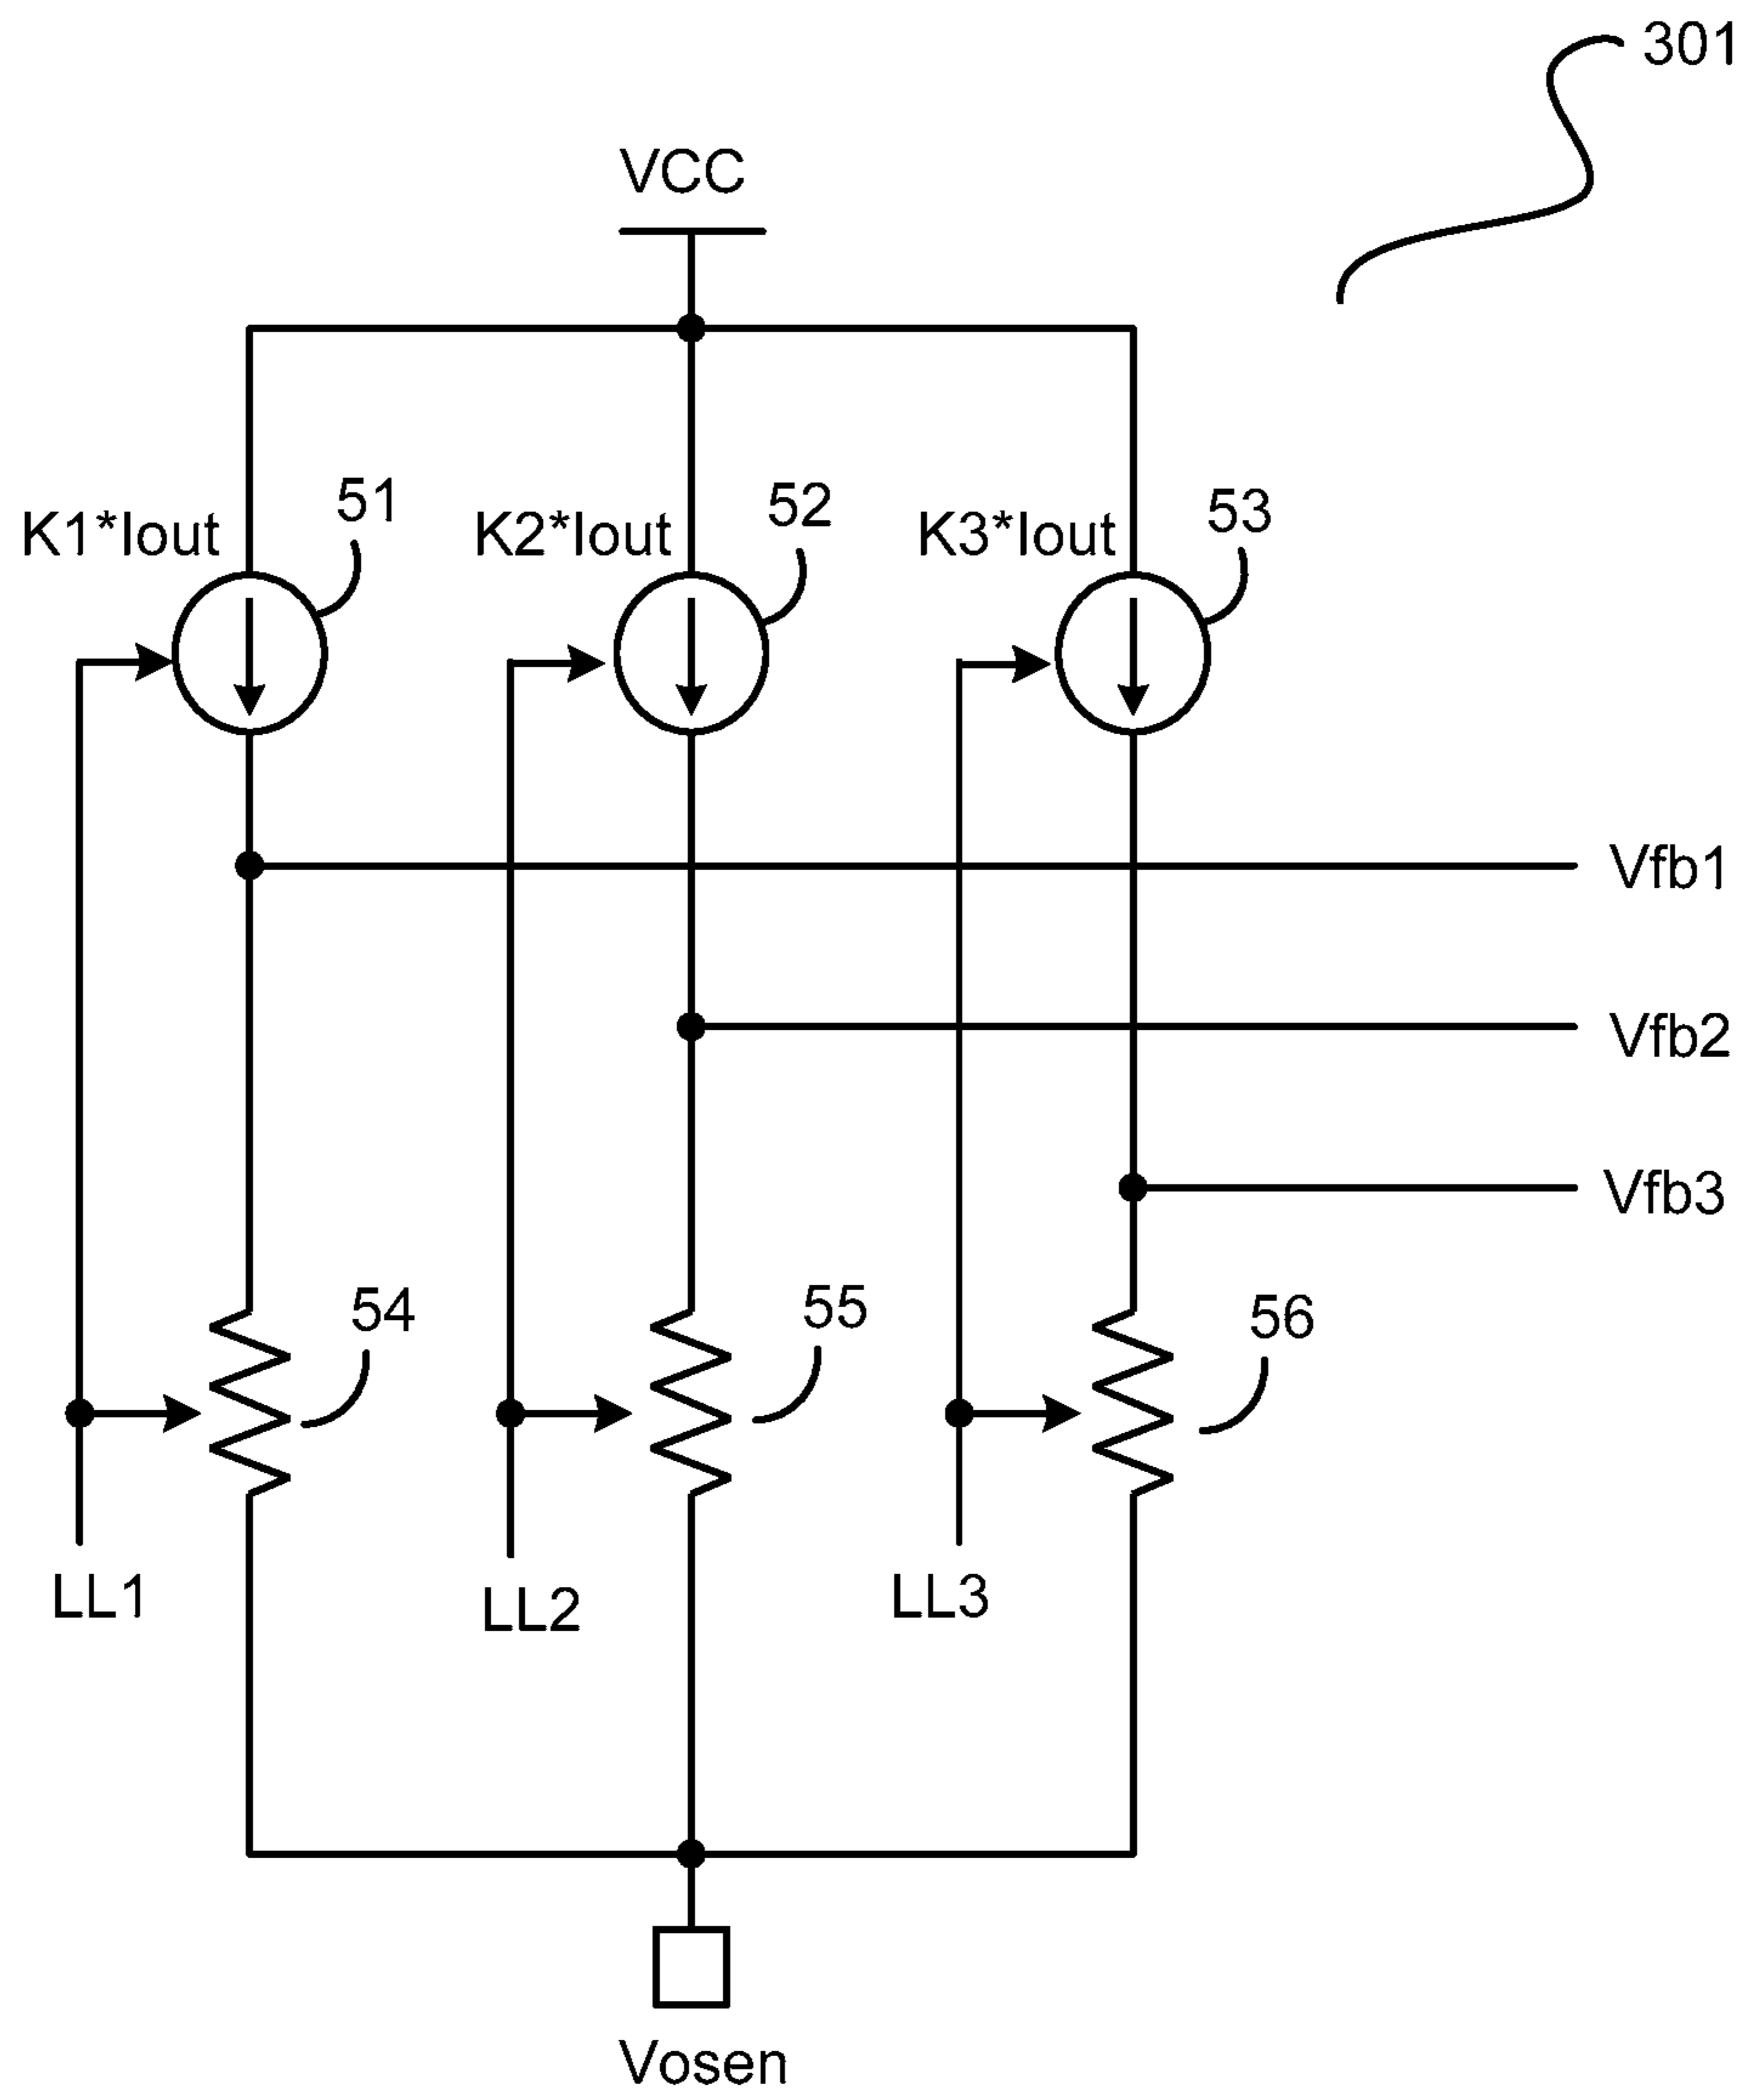 301
VCC
K1*Iout
51
K2*Iout
52
K3*Iout
53
Vfb1
Vfb2
Vfb3
54
55
56
LL1
LL2
LL3
Vosen